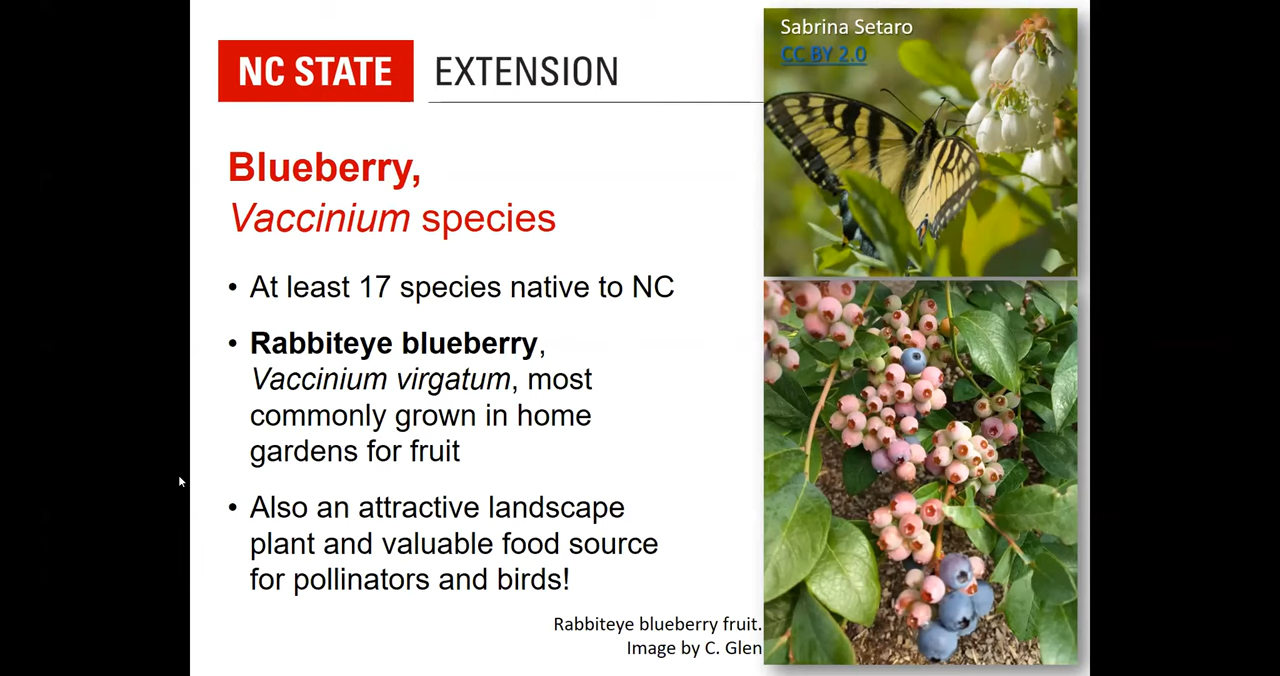 NC STATE EXTENSION
Blueberry,
Vaccinium species
• At least 17 species native to NC
• Rabbiteye blueberry,
Vaccinium virgatum, most
commonly grown in home
gardens for fruit
• Also an attractive landscape
plant and valuable food source
for pollinators and birds!
Sabrina Setaro
CC BY 2.0
Rabbiteye blueberry fruit.
Image by C. Glen